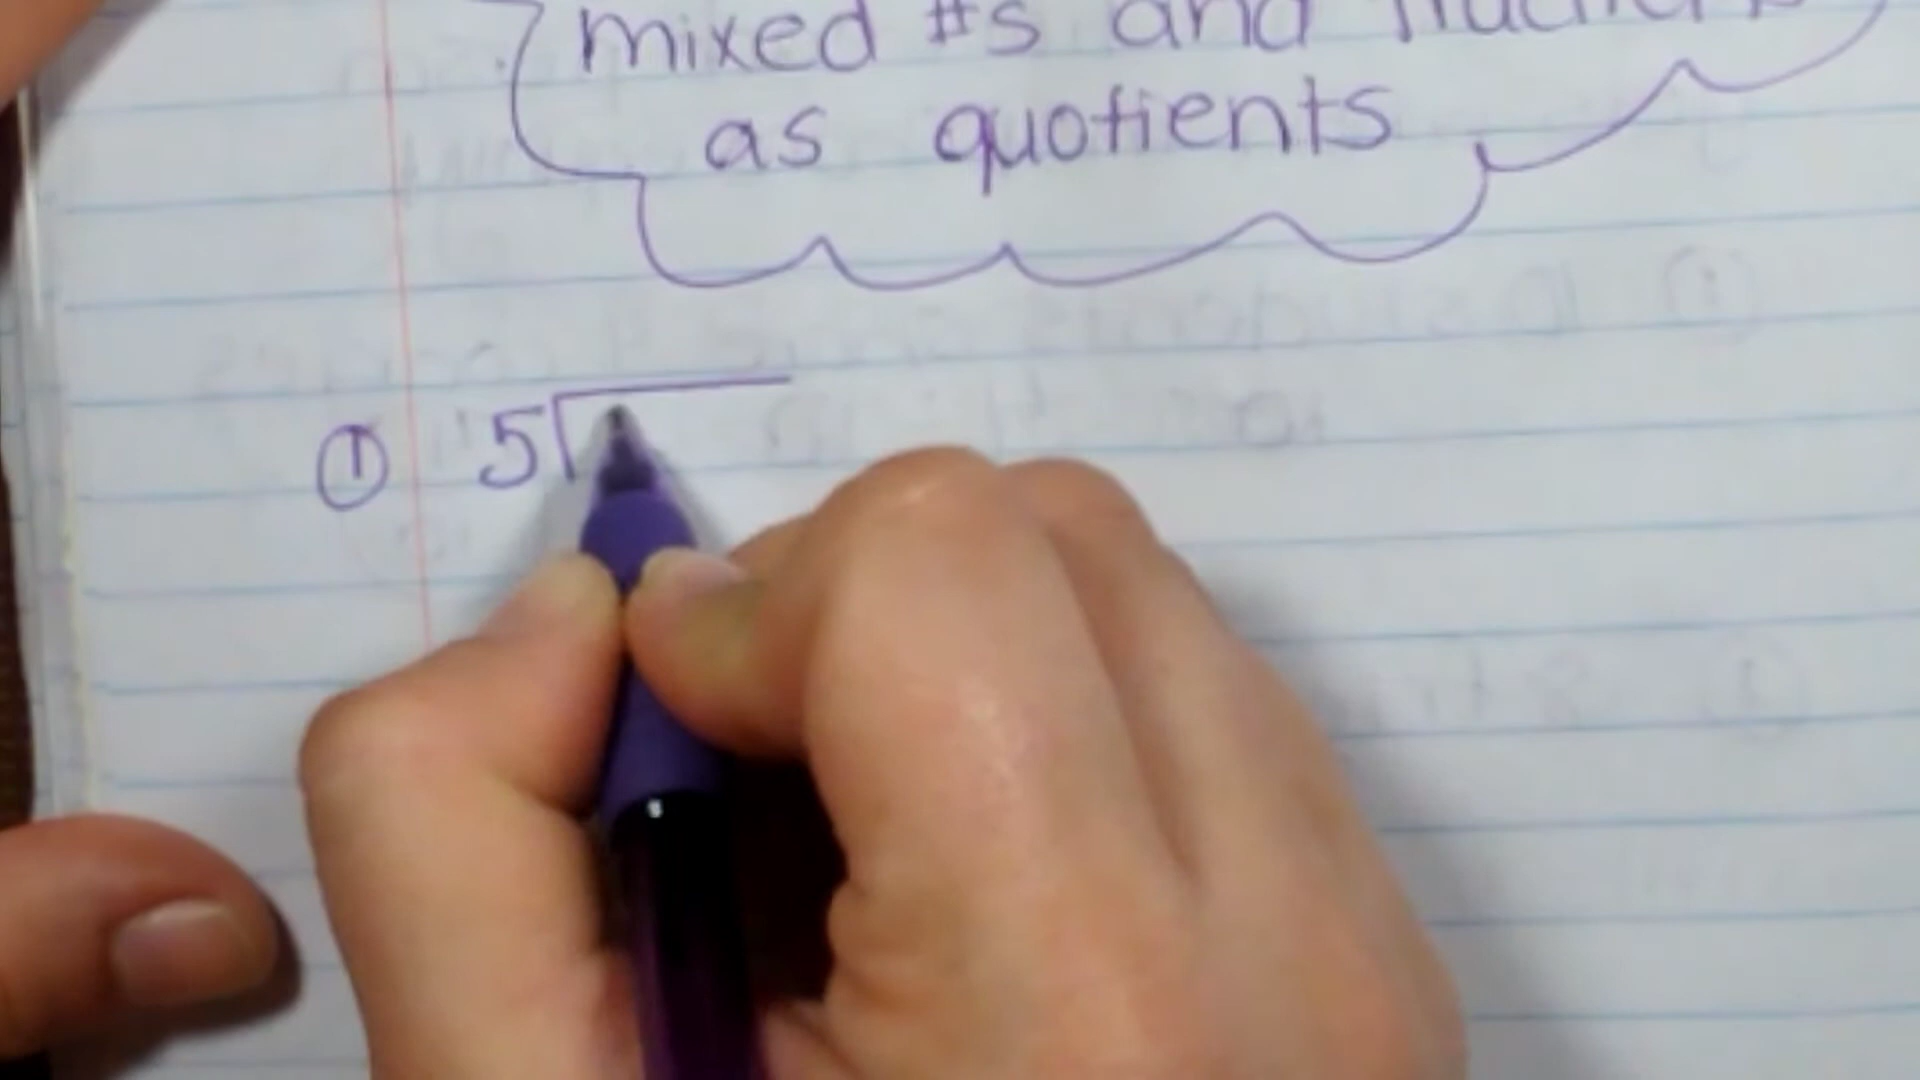 mixed #s and
as quotients
① 5